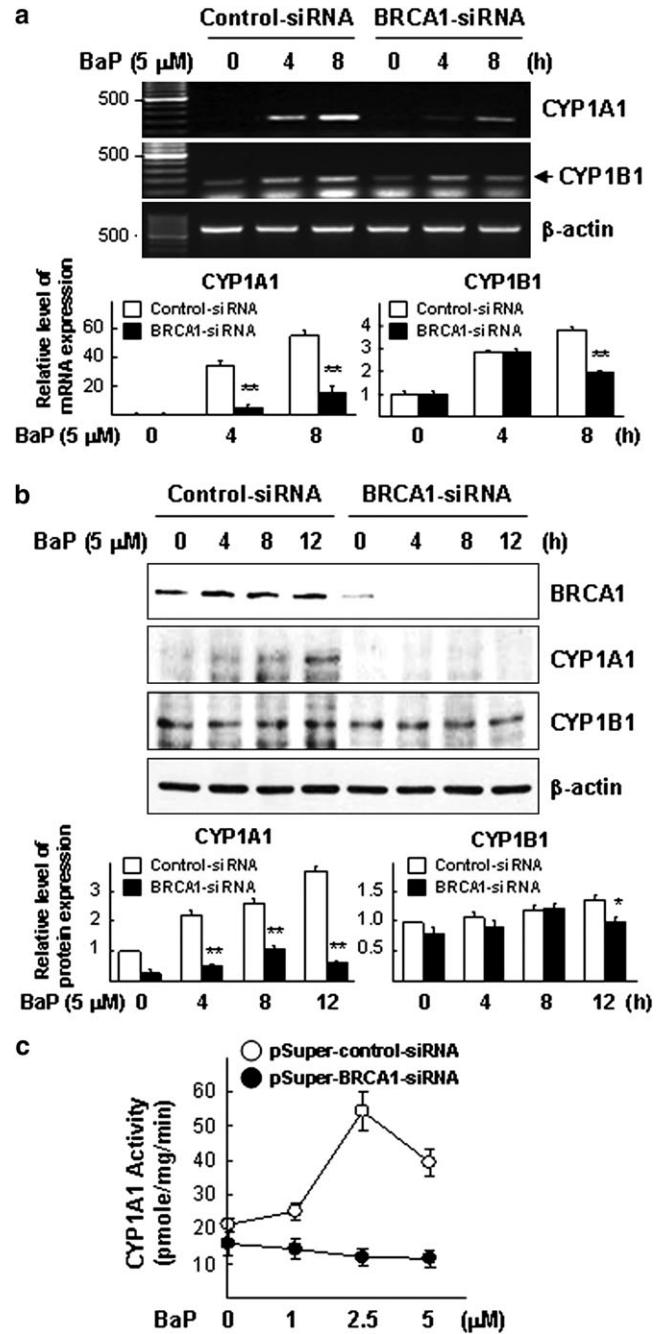 a
Control-siRNA BRCA1-siRNA
BaP (5 μM) 0 4 8 0 4 8 (h)
500
CYP1A1
500
CYP1B1
500
β-actin
CYP1A1 CYP1B1
Relative level of
mRNA expression
60
40
20
Control-siRNA
BRCA1-siRNA
** **
4
3
2
1
Control-siRNA
BRCA1-siRNA
**
BaP (5 μM) 0 4 8 0 4 8 (h)
b
Control-siRNA BRCA1-siRNA
BaP (5 μM) 0 4 8 12 0 4 8 12 (h)
BRCA1
CYP1A1
CYP1B1
β-actin
CYP1A1 CYP1B1
Relative level of
protein expression
3
2
1
Control-siRNA
BRCA1-siRNA
** ** **
1.5
1.0
0.5
Control-siRNA
BRCA1-siRNA
*
BaP (5 μM) 0 4 8 12 0 4 8 12 (h)
c
pSuper-control-siRNA
pSuper-BRCA1-siRNA
CYP1A1 Activity
(pmole/mg/min)
60
50
40
30
20
10
BaP 0 1 2.5 5 (μM)